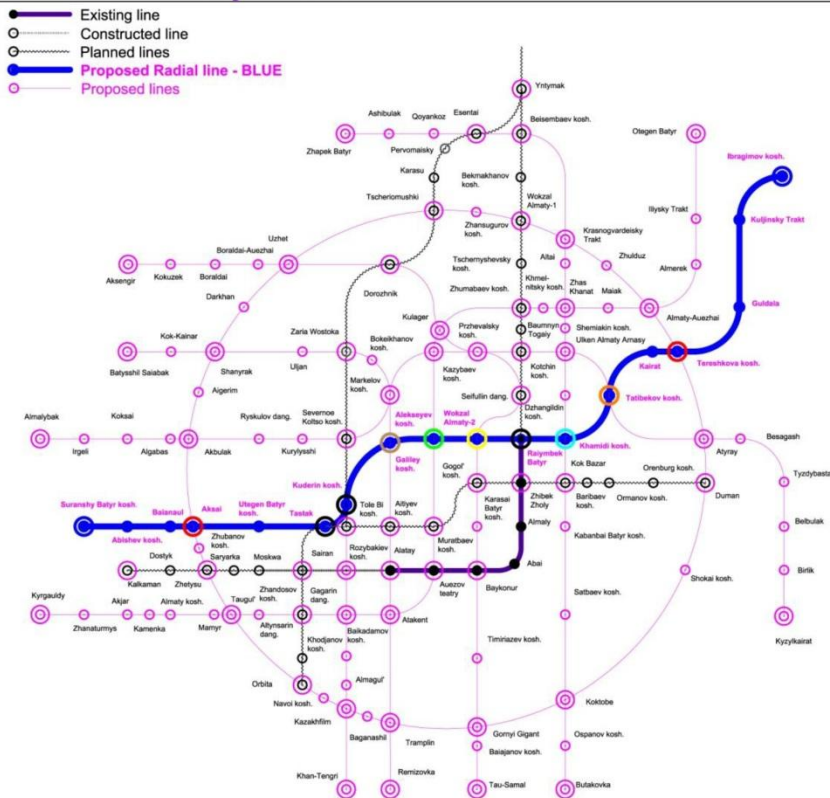 Existing line
Constructed line
Planned lines
Proposed Radial line - BLUE
Proposed lines
Yntymak
Ashibulak
Qoyankoz
Esentai
Beisembaev kosh.
Otegen Batyr
Zhapek Batyr
Pervomaisky
Ibragimov kosh.
Karasu
Bekmakhanov
kosh.
Tscheriomushki
Zhansugurov
kosh.
Wokzal
Almaty-1
Krasnogvardeisky
Trakt
Iliysky Trakt
Kuljinsky Trakt
Uzhet
Boraldai-Auezhai
Tschernyshevsky
kosh.
Altai
Zhulduz
Aksengir
Kokuzek
Boraldai
Dorozhnik
Zhumabaev kosh.
Khmel-
nitsky kosh.
Zhas
Khanat
Maiak
Almerek
Darkhan
Kulager
Almaty-Auezhai
Guldala
Zaria Wostoka
Bokeikhanov
kosh.
Przhevalsky
kosh.
Baumnyn
Togaiy
Shemiakin kosh.
Ulkan Almaty Arnasy
Kok-Kainar
Batysshil Saiabak
Shanyrak
Uljan
Markelov
kosh.
Kazybaev
kosh.
Kotchin
kosh.
Kairat
Tarashkova kosh.
Aigerim
Seifullin dang.
Tatibekov kosh.
Almalybak
Koksai
Ryskulov dang.
Severnoe
Koltso kosh.
Alekseyev
kosh.
Wokzal
Almaty-2
Dzhangildin
kosh.
Irgeli
Algabas
Akbulak
Kurylysshi
Galiley
kosh.
Raiymbek
Batyr
Khamidi kosh.
Atyray
Besagash
Gogol'
kosh.
Kok Bazar
Orenburg kosh.
Tyzdybasta
Kuderin kosh.
Suranshy Batyr kosh.
Balanaul
Aksai
Utegen Batyr
kosh.
Tastak
Tole Bi
kosh.
Aitiyev
kosh.
Karasai
Batyr
kosh.
Zhibek
Zholy
Baribaev
kosh.
Ormanov kosh.
Duman
Abishev kosh.
Zhubanov
kosh.
Muratbaev
kosh.
Almaly
Kabanbai Batyr kosh.
Belbulak
Dostyk
Saryarka
Moskwa
Sairan
Rozybakiev
kosh.
Alatay
Abai
Kalkaman
Zhetysu
Zhandosov
kosh.
Gagarin
dang.
Auezov
teatry
Baykonur
Shokai kosh.
Birlik
Kyrgauldy
Akjar
Almaty kosh.
Taugul'
Satbaev kosh.
Zhanaturmys
Kamenka
Mamyr
Altynsarin
dang.
Khodjanov
kosh.
Baikadamov
kosh.
Atakent
Timiriazev kosh.
Kyzylkairat
Orbita
Almagul'
Navoi kosh.
Kazakhfilm
Baganashil
Tramplin
Gornyi Gigant
Koktobe
Baiajanov kosh.
Ospanov kosh.
Khan-Tengri
Remizovka
Tau-Samal
Butakovka